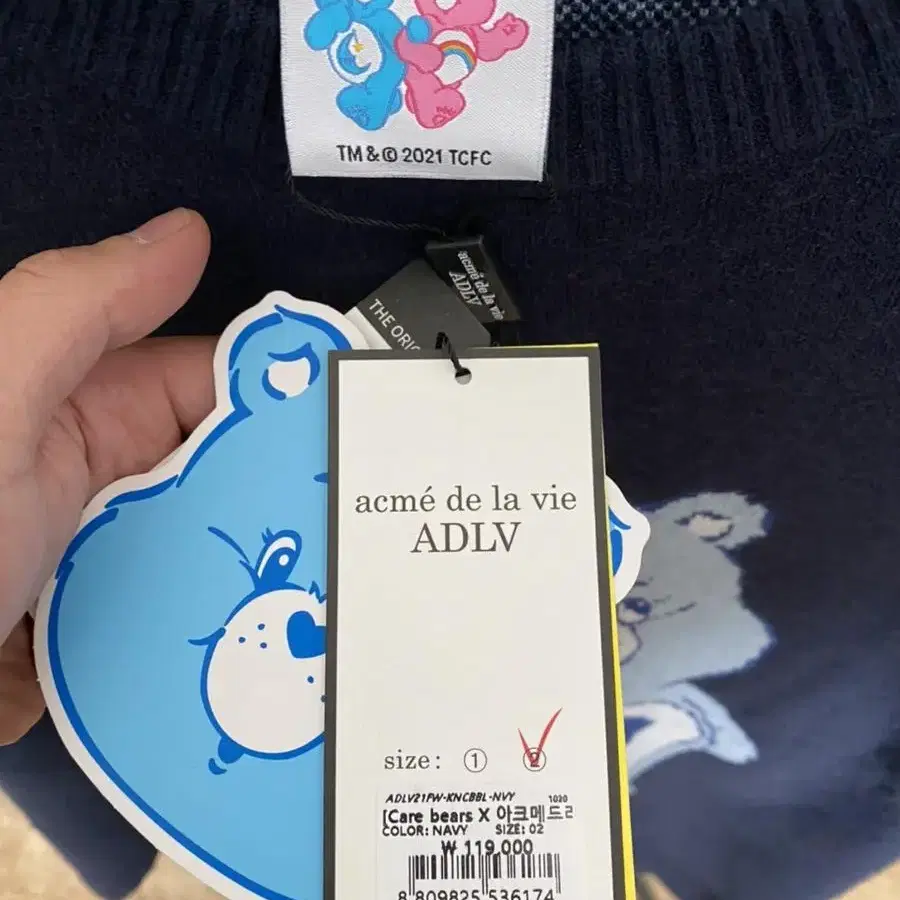 TM & © 2021 TCFC
acmé de la vie
ADLV
THE ORIG
acmé de la vie
ADLV
size: ① ②
ADLV21FW-KNCBBL-NVY 1020
[Care bears X 아크메드라
COLOR: NAVY SIZE: 02
₩ 119,000
8 809825 536174